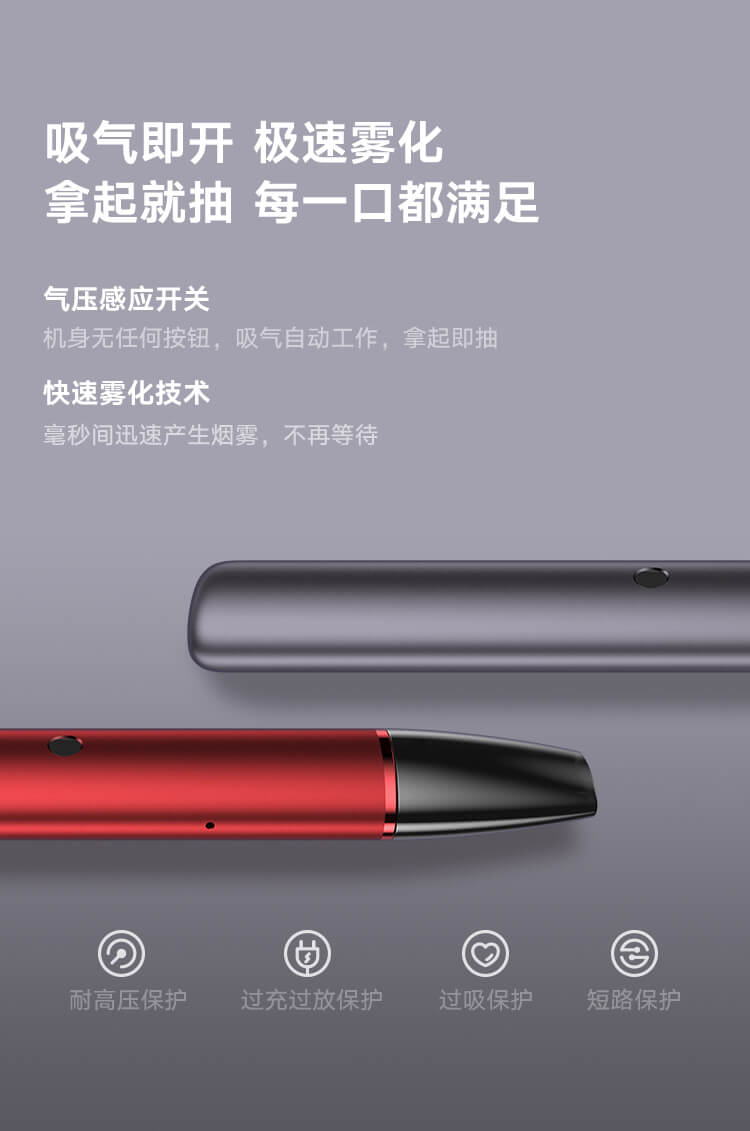 吸气即开 极速雾化
拿起就抽 每一口都满足
气压感应开关
机身无任何按钮，吸气自动工作，拿起即抽
快速雾化技术
毫秒间迅速产生烟雾，不再等待
耐高压保护 过充过放保护 过吸保护 短路保护